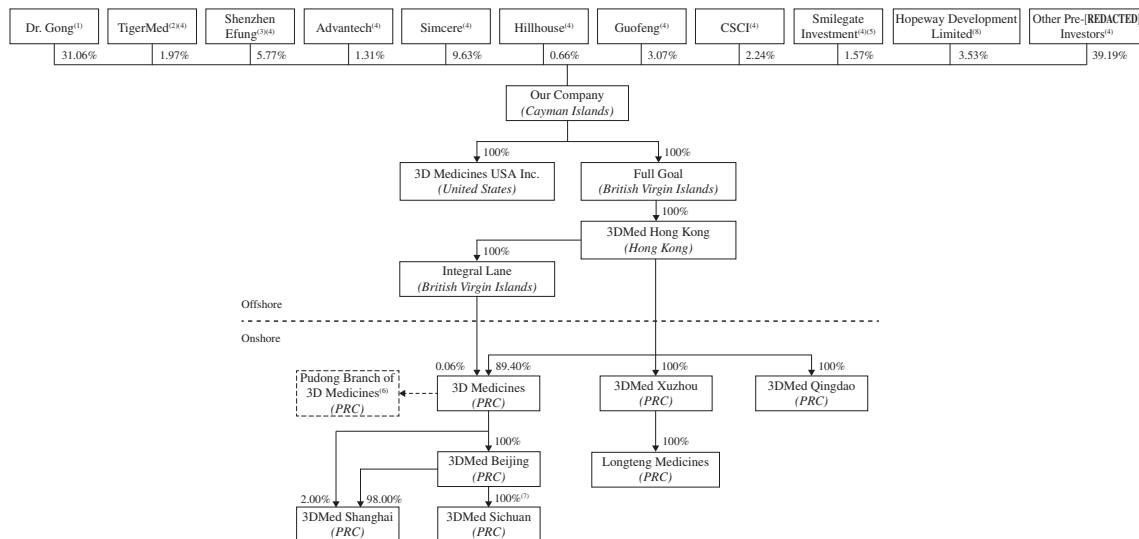 Dr. Gong(1)
TigerMed(2)(4)
Shenzhen
Efung(3)(4)
Advantech(4)
Simcere(4)
Hillhouse(4)
Guofeng(4)
CSCI(4)
Smilegate
Investment(4)(5)
Hopeway Development
Limited(8)
Other Pre-[REDACTED]
Investors(4)
31.06%
1.97%
5.77%
1.31%
9.63%
0.66%
3.07%
2.24%
1.57%
3.53%
39.19%
Our Company
(Cayman Islands)
100%
100%
3D Medicines USA Inc.
(United States)
Full Goal
(British Virgin Islands)
100%
3DMed Hong Kong
(Hong Kong)
100%
Integral Lane
(British Virgin Islands)
Offshore
Onshore
0.06%
89.40%
100%
100%
Pudong Branch of
3D Medicines(6)
(PRC)
3D Medicines
(PRC)
3DMed Xuzhou
(PRC)
3DMed Qingdao
(PRC)
100%
100%
3DMed Beijing
(PRC)
Longteng Medicines
(PRC)
2.00%
98.00%
100%(7)
3DMed Shanghai
(PRC)
3DMed Sichuan
(PRC)